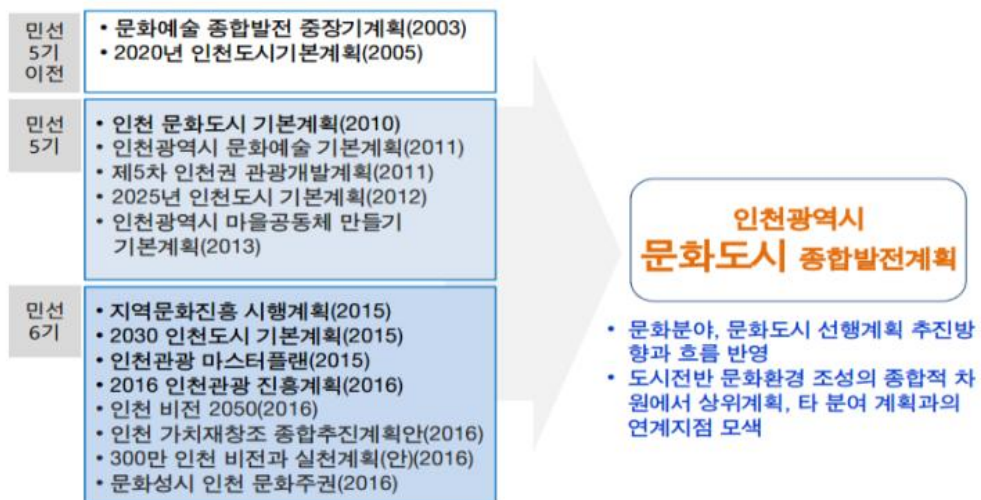 민선
5기
이전
• 문화예술 종합발전 중장기계획(2003)
• 2020년 인천도시기본계획(2005)
민선
5기
• 인천 문화도시 기본계획(2010)
• 인천광역시 문화예술 기본계획(2011)
• 제5차 인천권 관광개발계획(2011)
• 2025년 인천도시 기본계획(2012)
• 인천광역시 마을공동체 만들기
기본계획(2013)
민선
6기
• 지역문화진흥 시행계획(2015)
• 2030 인천도시 기본계획(2015)
• 인천관광 마스터플랜(2015)
• 2016 인천관광 진흥계획(2016)
• 인천 비전 2050(2016)
• 인천 가치재창조 종합추진계획안(2016)
• 300만 인천 비전과 실천계획(안)(2016)
• 문화성시 인천 문화주권(2016)
인천광역시
문화도시 종합발전계획
• 문화분야, 문화도시 선행계획 추진방
향과 흐름 반영
• 도시전반 문화환경 조성의 종합적 차
원에서 상위계획, 타 분여 계획과의
연계지점 모색